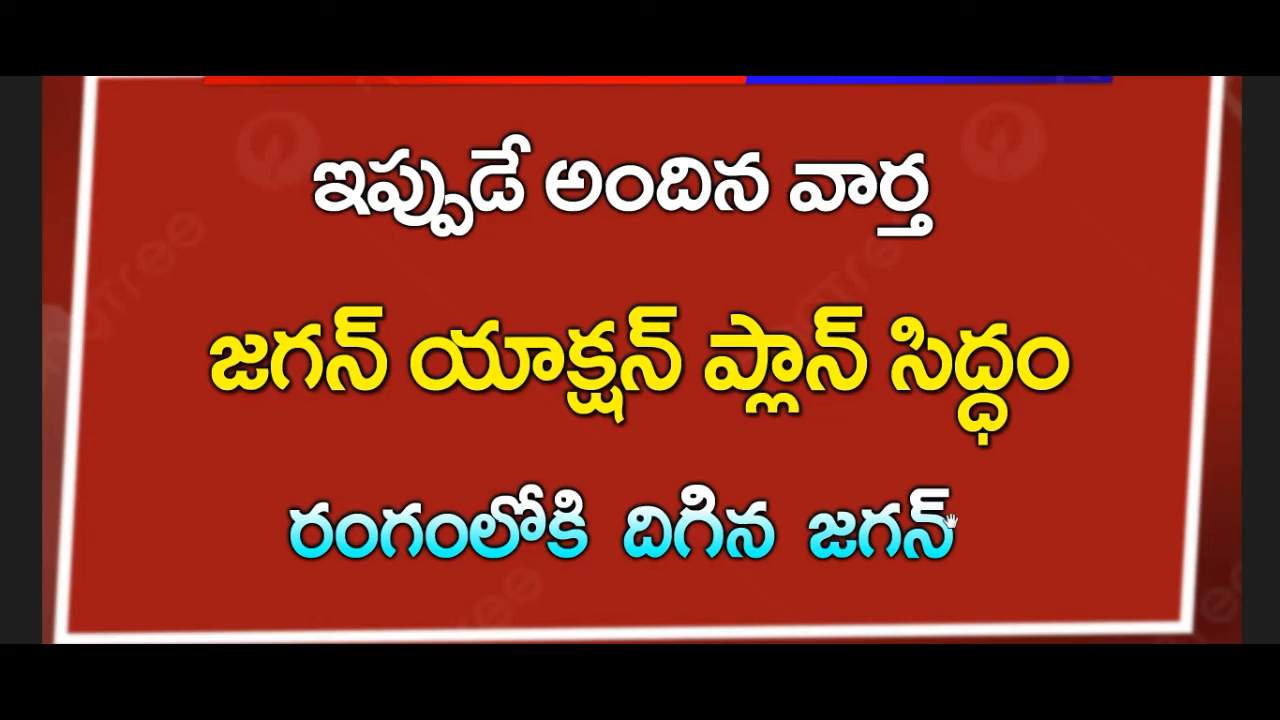 ఇప్పుడే అందిన వార్త
జగన్ యాక్షన్ ప్లాన్ సిద్ధం
రంగంలోకి దిగిన జగన్